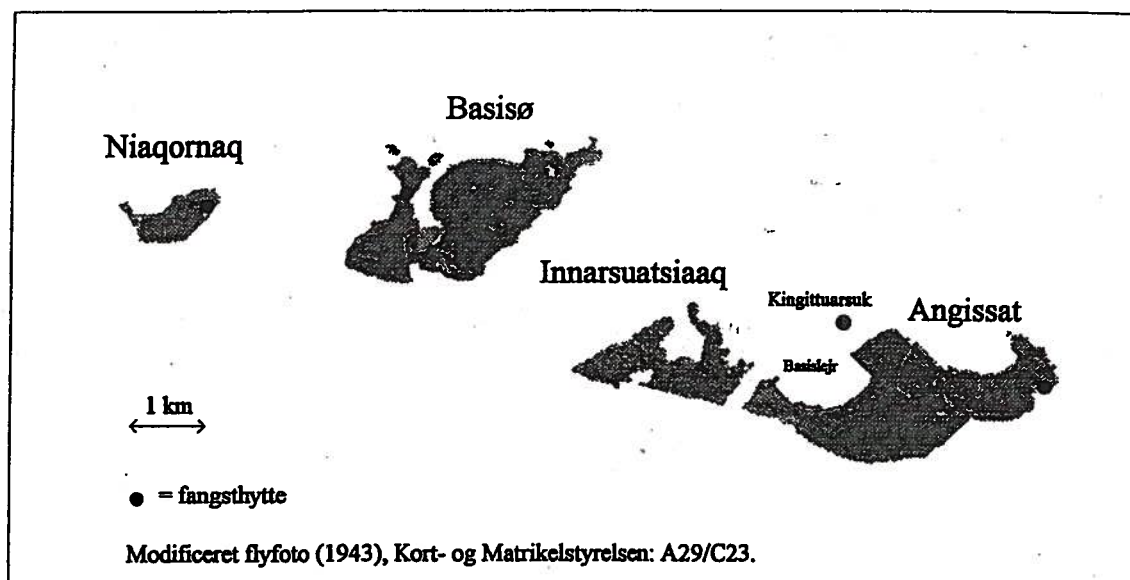 Basisø
Niaqornaq
Innarsuatsiaaq
Kingittuarsuk
Angissat
Basislejr
1 km
● = fangsthytte
Modificeret flyfoto (1943), Kort- og Matrikelstyrelsen: A29/C23.